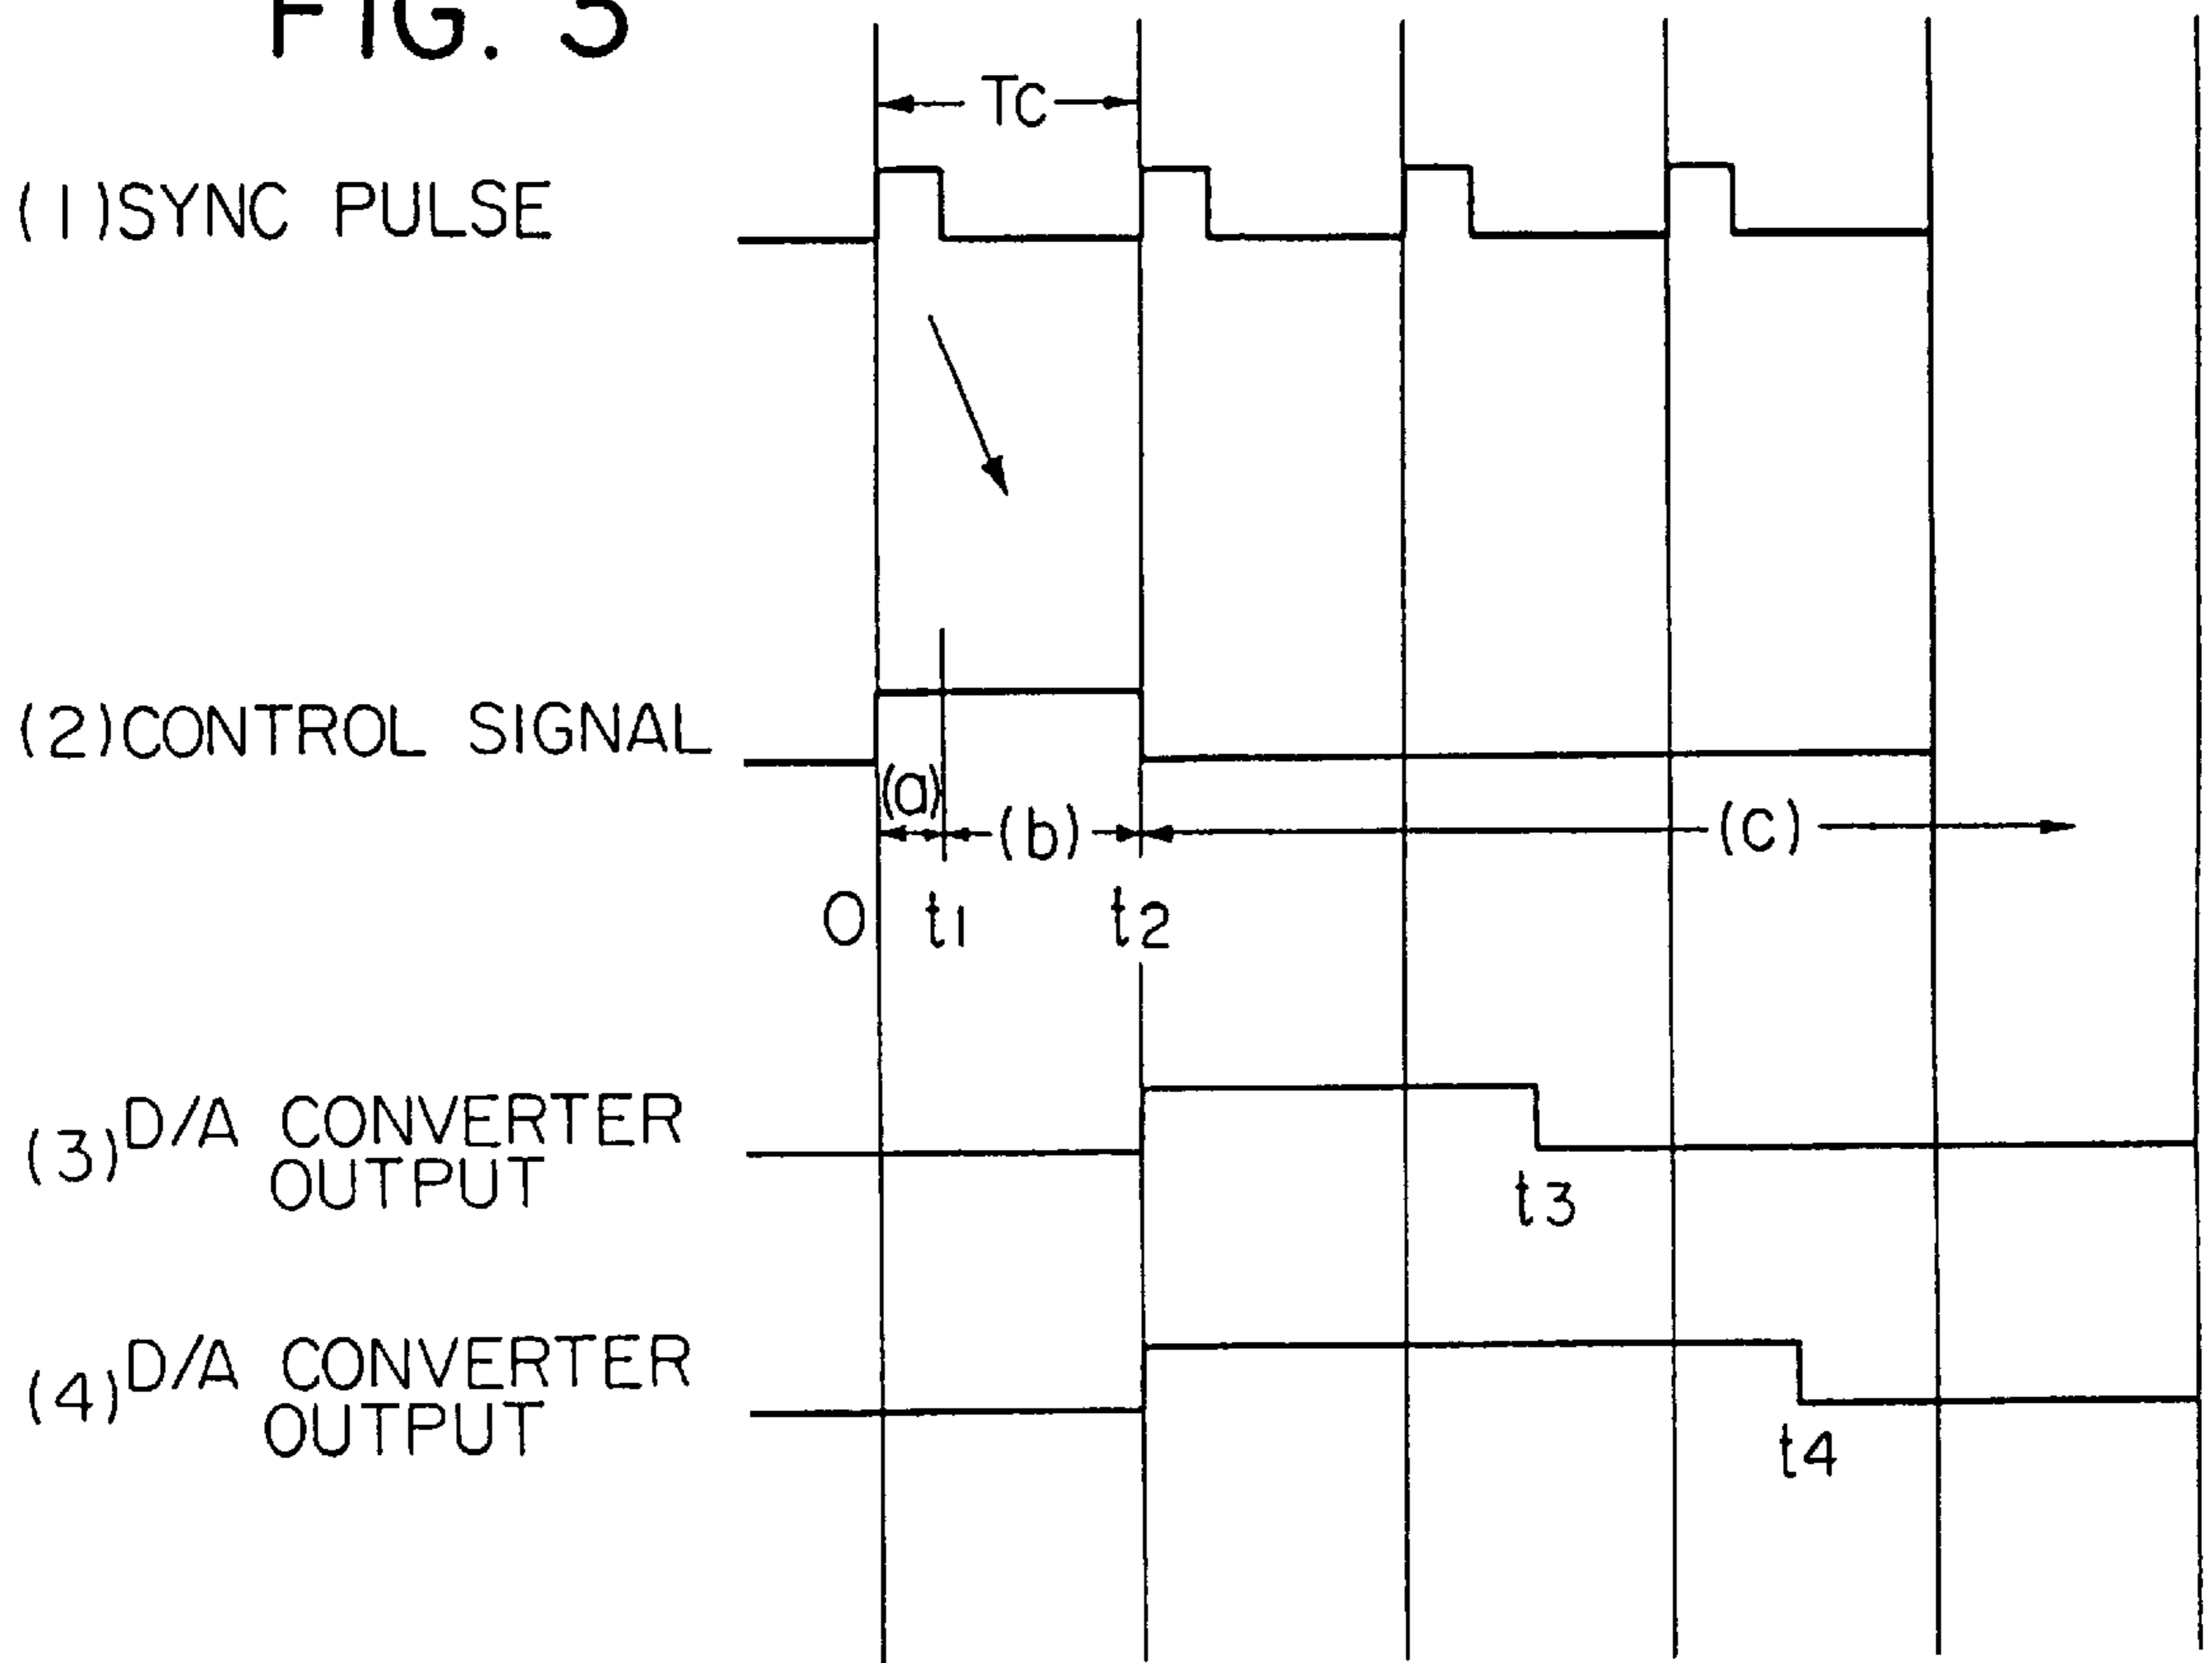 FIG. 5
TC
(1)SYNC PULSE
(2)CONTROL SIGNAL
(a)
(b)
(c)
0 t1 t2
(3) D/A CONVERTER
OUTPUT
t3
(4) D/A CONVERTER
OUTPUT
t4